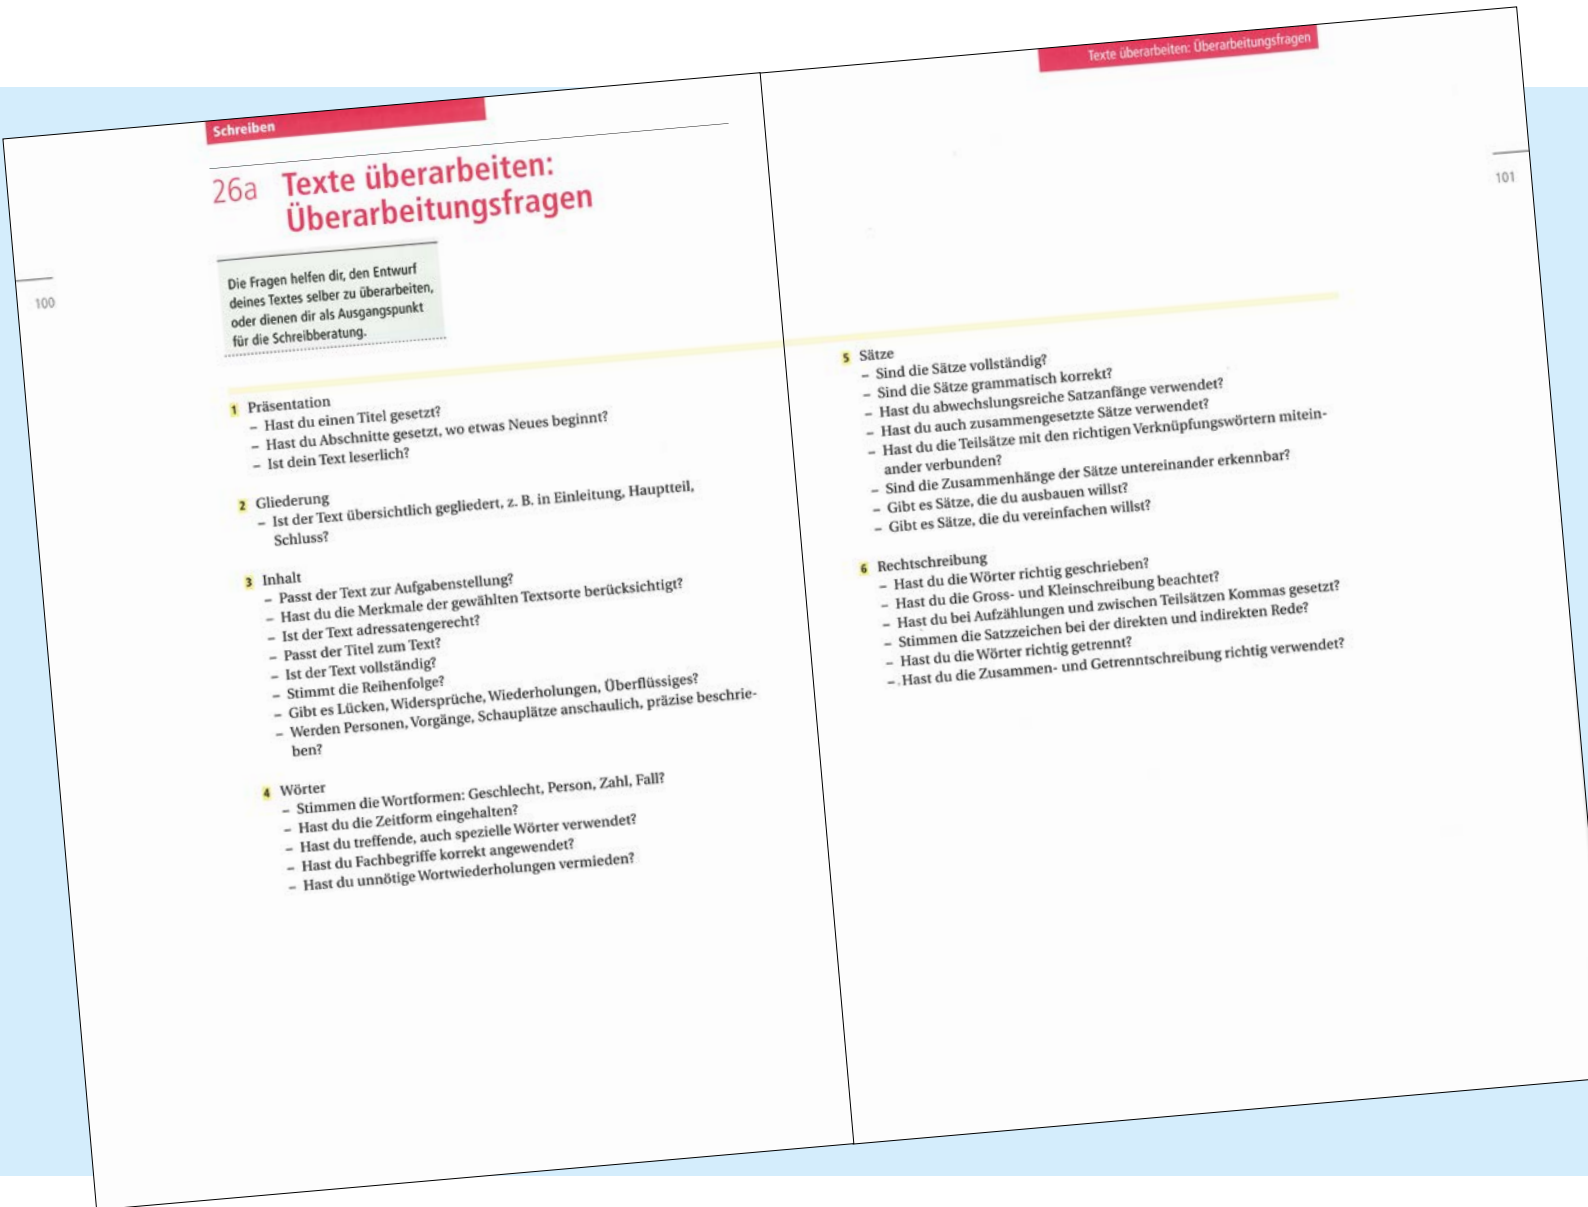 Schreiben
26a Texte überarbeiten:
Überarbeitungsfragen
Die Fragen helfen dir, den Entwurf
deines Textes selber zu überarbeiten,
oder dienen dir als Ausgangspunkt
für die Schreibberatung.
100
1 Präsentation
– Hast du einen Titel gesetzt?
– Hast du Abschnitte gesetzt, wo etwas Neues beginnt?
– Ist dein Text leserlich?
2 Gliederung
– Ist der Text übersichtlich gegliedert, z. B. in Einleitung, Hauptteil,
Schluss?
3 Inhalt
– Passt der Text zur Aufgabenstellung?
– Hast du die Merkmale der gewählten Textsorte berücksichtigt?
– Ist der Text adressatengerecht?
– Passt der Titel zum Text?
– Ist der Text vollständig?
– Stimmt die Reihenfolge?
– Gibt es Lücken, Widersprüche, Wiederholungen, Überflüssiges?
– Werden Personen, Vorgänge, Schauplätze anschaulich, präzise beschrie-
ben?
4 Wörter
– Stimmen die Wortformen: Geschlecht, Person, Zahl, Fall?
– Hast du die Zeitform eingehalten?
– Hast du treffende, auch spezielle Wörter verwendet?
– Hast du Fachbegriffe korrekt angewendet?
– Hast du unnötige Wortwiederholungen vermieden?
Texte überarbeiten: Überarbeitungsfragen
101
5 Sätze
– Sind die Sätze vollständig?
– Sind die Sätze grammatisch korrekt?
– Hast du abwechslungsreiche Satzanfänge verwendet?
– Hast du auch zusammengesetzte Sätze verwendet?
– Hast du die Teilsätze mit den richtigen Verknüpfungswörtern mitein-
ander verbunden?
– Sind die Zusammenhänge der Sätze untereinander erkennbar?
– Gibt es Sätze, die du ausbauen willst?
– Gibt es Sätze, die du vereinfachen willst?
6 Rechtschreibung
– Hast du die Wörter richtig geschrieben?
– Hast du die Gross- und Kleinschreibung beachtet?
– Hast du bei Aufzählungen und zwischen Teilsätzen Kommas gesetzt?
– Stimmen die Satzzeichen bei der direkten und indirekten Rede?
– Hast du die Wörter richtig getrennt?
– Hast du die Zusammen- und Getrenntschreibung richtig verwendet?